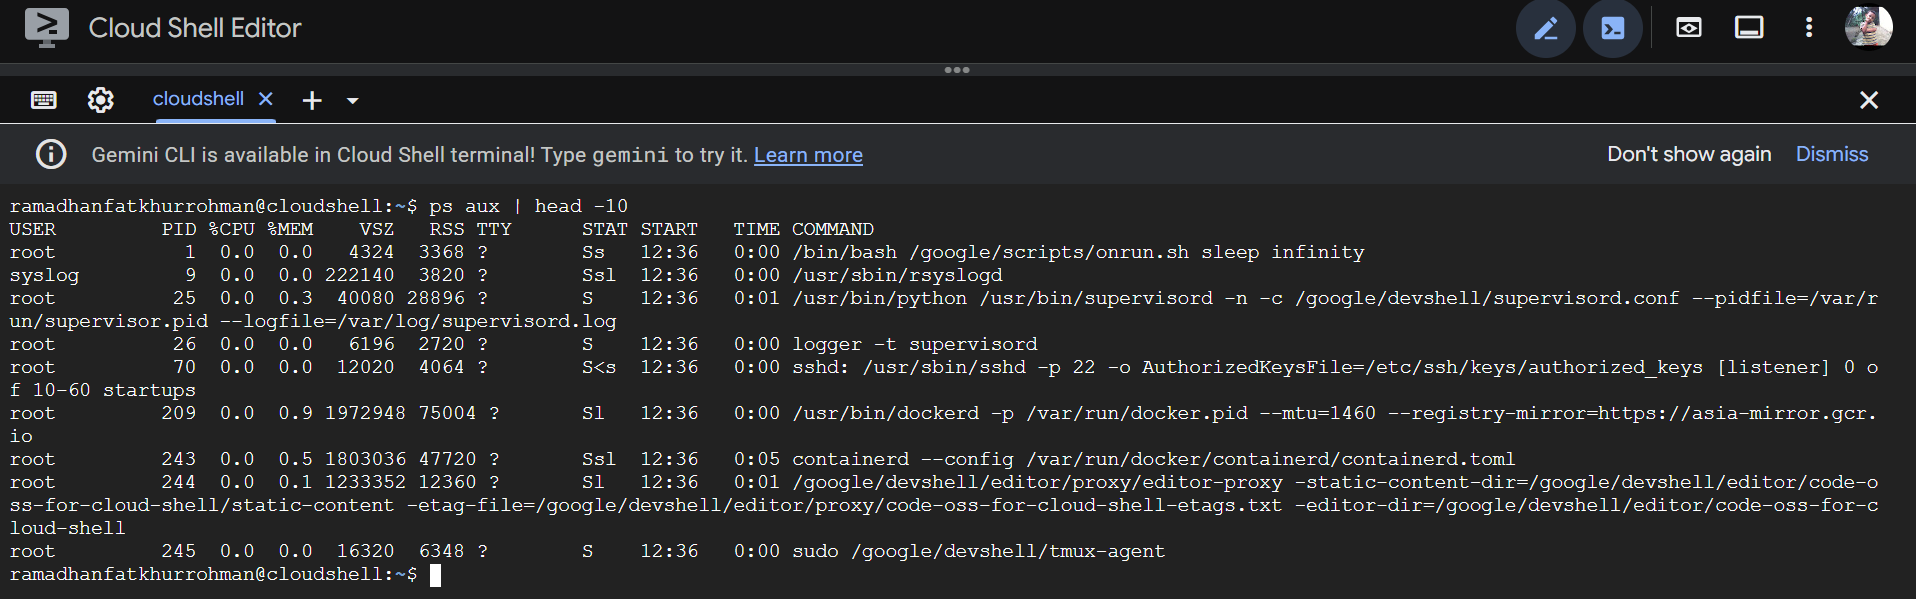 Cloud Shell Editor
cloudshell
Gemini CLI is available in Cloud Shell terminal! Type gemini to try it. Learn more Don't show again Dismiss
ramadhanfatkhurrohman@cloudshell:~$ ps aux | head -10
USER         PID %CPU %MEM    VSZ   RSS TTY      STAT START   TIME COMMAND
root           1  0.0  0.0   4324  3368 ?        Ss   12:36   0:00 /bin/bash /google/scripts/onrun.sh sleep infinity
syslog         9  0.0  0.0 222140  3820 ?        Ssl  12:36   0:00 /usr/sbin/rsyslogd
root          25  0.0  0.3  40080 28896 ?        S    12:36   0:01 /usr/bin/python /usr/bin/supervisord -n -c /google/devshell/supervisord.conf --pidfile=/var/r
un/supervisor.pid --logfile=/var/log/supervisord.log
root          26  0.0  0.0   6196  2720 ?        S    12:36   0:00 logger -t supervisord
root          70  0.0  0.0  12020  4064 ?        S<s  12:36   0:00 sshd: /usr/sbin/sshd -p 22 -o AuthorizedKeysFile=/etc/ssh/keys/authorized_keys [listener] 0 o
f 10-60 startups
root         209  0.0  0.9 1972948 75004 ?       Sl   12:36   0:00 /usr/bin/dockerd -p /var/run/docker.pid --mtu=1460 --registry-mirror=https://asia-mirror.gcr.
io
root         243  0.0  0.5 1803036 47720 ?       Ssl  12:36   0:05 containerd --config /var/run/docker/containerd/containerd.toml
root         244  0.0  0.1 1233352 12360 ?       Sl   12:36   0:01 /google/devshell/editor/proxy/editor-proxy -static-content-dir=/google/devshell/editor/code-o
ss-for-cloud-shell/static-content -etag-file=/google/devshell/editor/proxy/code-oss-for-cloud-shell-etags.txt -editor-dir=/google/devshell/editor/code-oss-for-c
loud-shell
root         245  0.0  0.0  16320  6348 ?        S    12:36   0:00 sudo /google/devshell/tmux-agent
ramadhanfatkhurrohman@cloudshell:~$